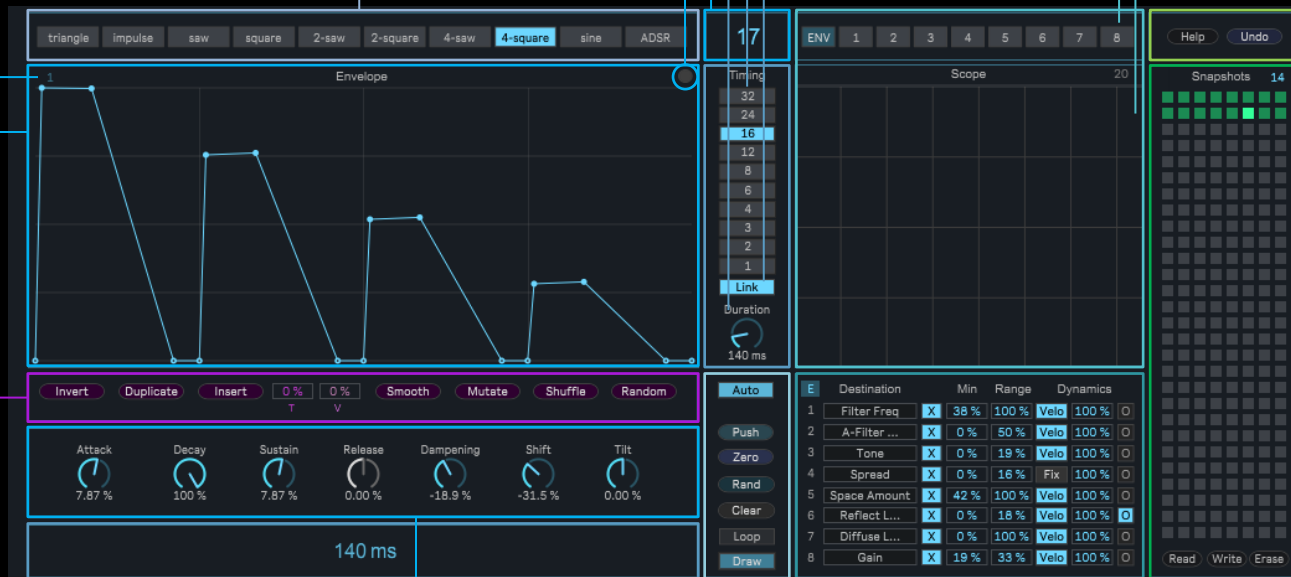 triangle impulse saw square 2-saw 2-square 4-saw 4-square sine ADSR
17
ENV 1 2 3 4 5 6 7 8
Help Undo
1 Envelope
Timing
32
24
16
12
8
6
4
3
2
1
Link
Duration
140 ms
Scope 20
Snapshots 14
Invert Duplicate Insert 0 % 0 % Smooth Mutate Shuffle Random
T V
Attack Decay Sustain Release Dampening Shift Tilt
7.87 % 100 % 7.87 % 0.00 % -18.9 % -31.5 % 0.00 %
140 ms
Auto
Push
Zero
Rand
Clear
Loop
Draw
E Destination Min Range Dynamics
1 Filter Freq X 38 % 100 % Velo 100 % O
2 A-Filter ... X 0 % 50 % Velo 100 % O
3 Tone X 0 % 19 % Velo 100 % O
4 Spread X 0 % 16 % Fix 100 % O
5 Space Amount X 42 % 100 % Velo 100 % O
6 Reflect L... X 0 % 18 % Velo 100 % O
7 Diffuse L... X 0 % 100 % Velo 100 % O
8 Gain X 19 % 33 % Velo 100 % O
Read Write Erase